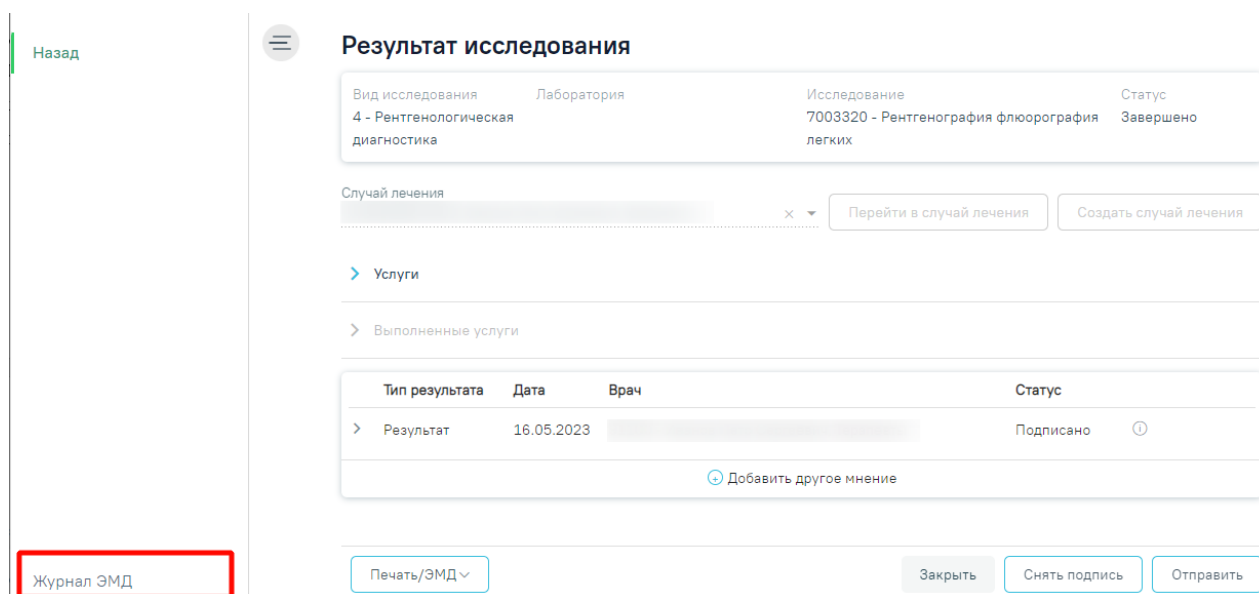 Назад
Результат исследования
Вид исследования Лаборатория Исследование Статус
4 - Рентгенологическая 7003320 - Рентгенография флюорография Завершено
диагностика легких
Случай лечения
Перейти в случай лечения Создать случай лечения
Услуги
Выполненные услуги
Тип результата Дата Врач Статус
Результат 16.05.2023 Подписано
Добавить другое мнение
Журнал ЭМД Печать/ЭМД Закрыть Снять подпись Отправить